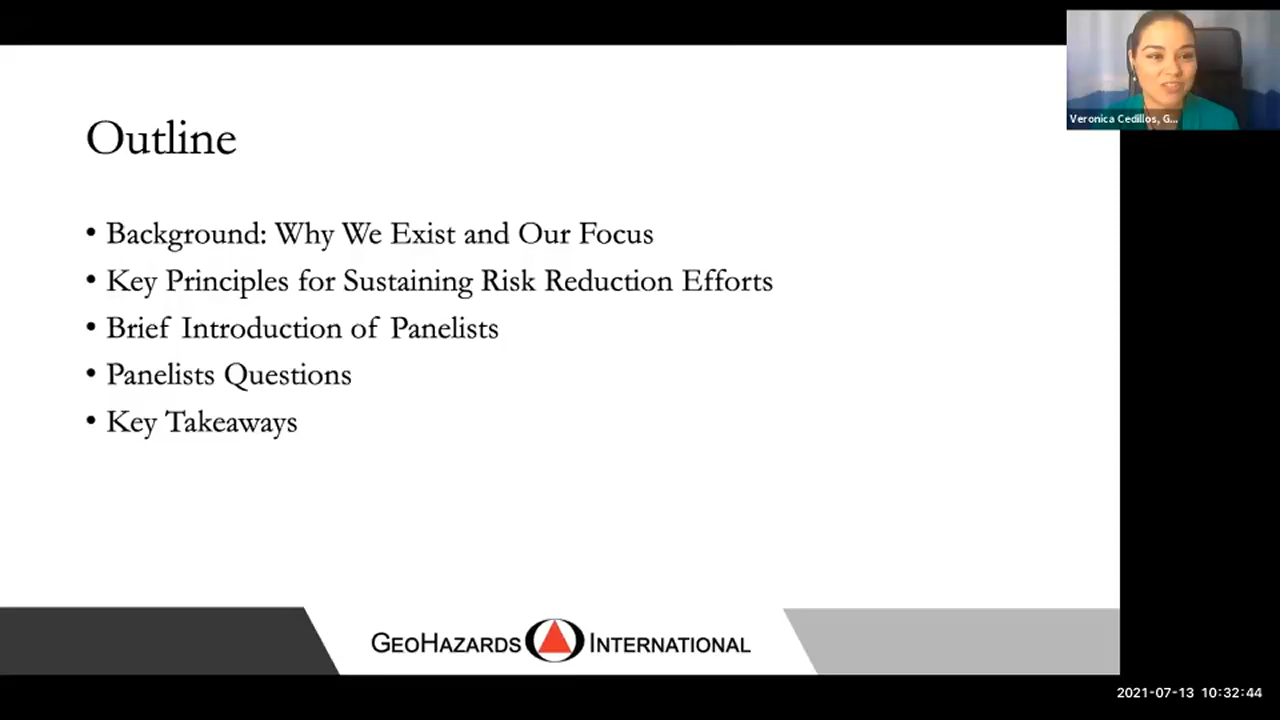 Veronica Cedillos, G...
Outline
• Background: Why We Exist and Our Focus
• Key Principles for Sustaining Risk Reduction Efforts
• Brief Introduction of Panelists
• Panelists Questions
• Key Takeaways
GEOHAZARDS INTERNATIONAL
2021-07-13 10:32:44